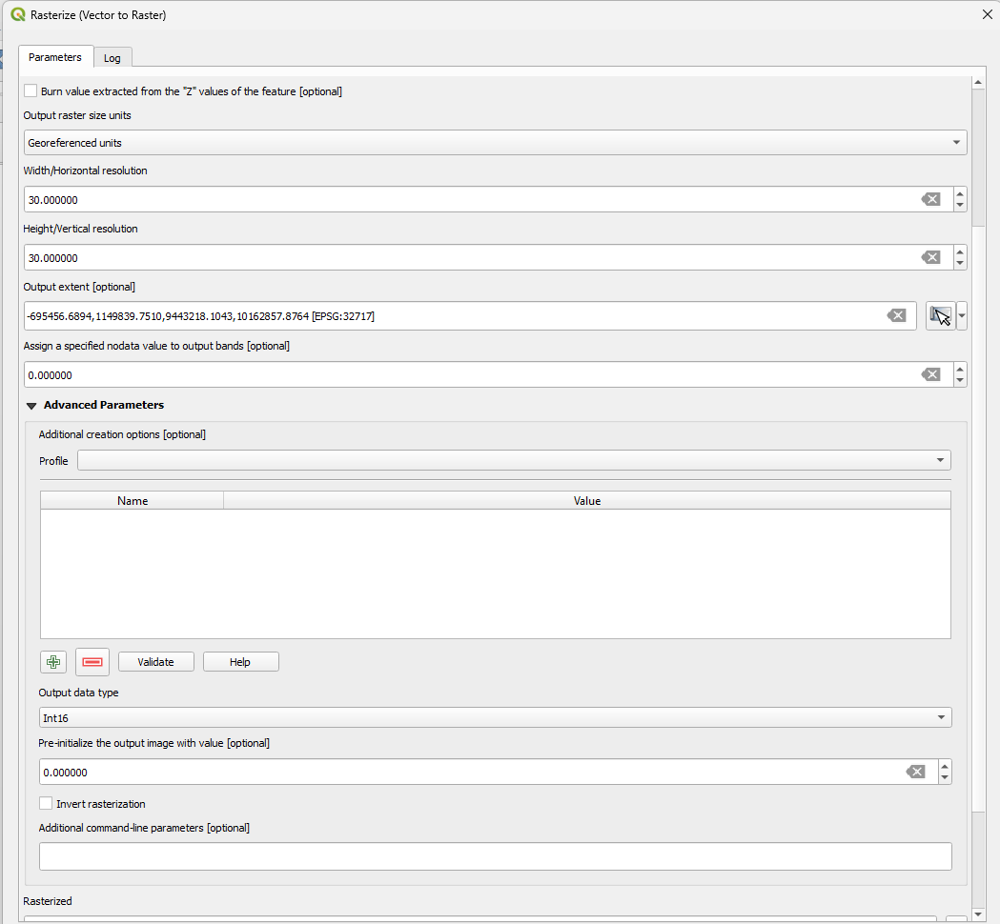 Rasterize (Vector to Raster)
Parameters
Log
Burn value extracted from the "Z" values of the feature [optional]
Output raster size units
Georeferenced units
Width/Horizontal resolution
30.000000
Height/Vertical resolution
30.000000
Output extent [optional]
-695456.6894,1149839.7510,9443218.1043,10162857.8764 [EPSG:32717]
Assign a specified nodata value to output bands [optional]
0.000000
Advanced Parameters
Additional creation options [optional]
Profile
Name Value
Validate Help
Output data type
Int16
Pre-initialize the output image with value [optional]
0.000000
Invert rasterization
Additional command-line parameters [optional]
Rasterized